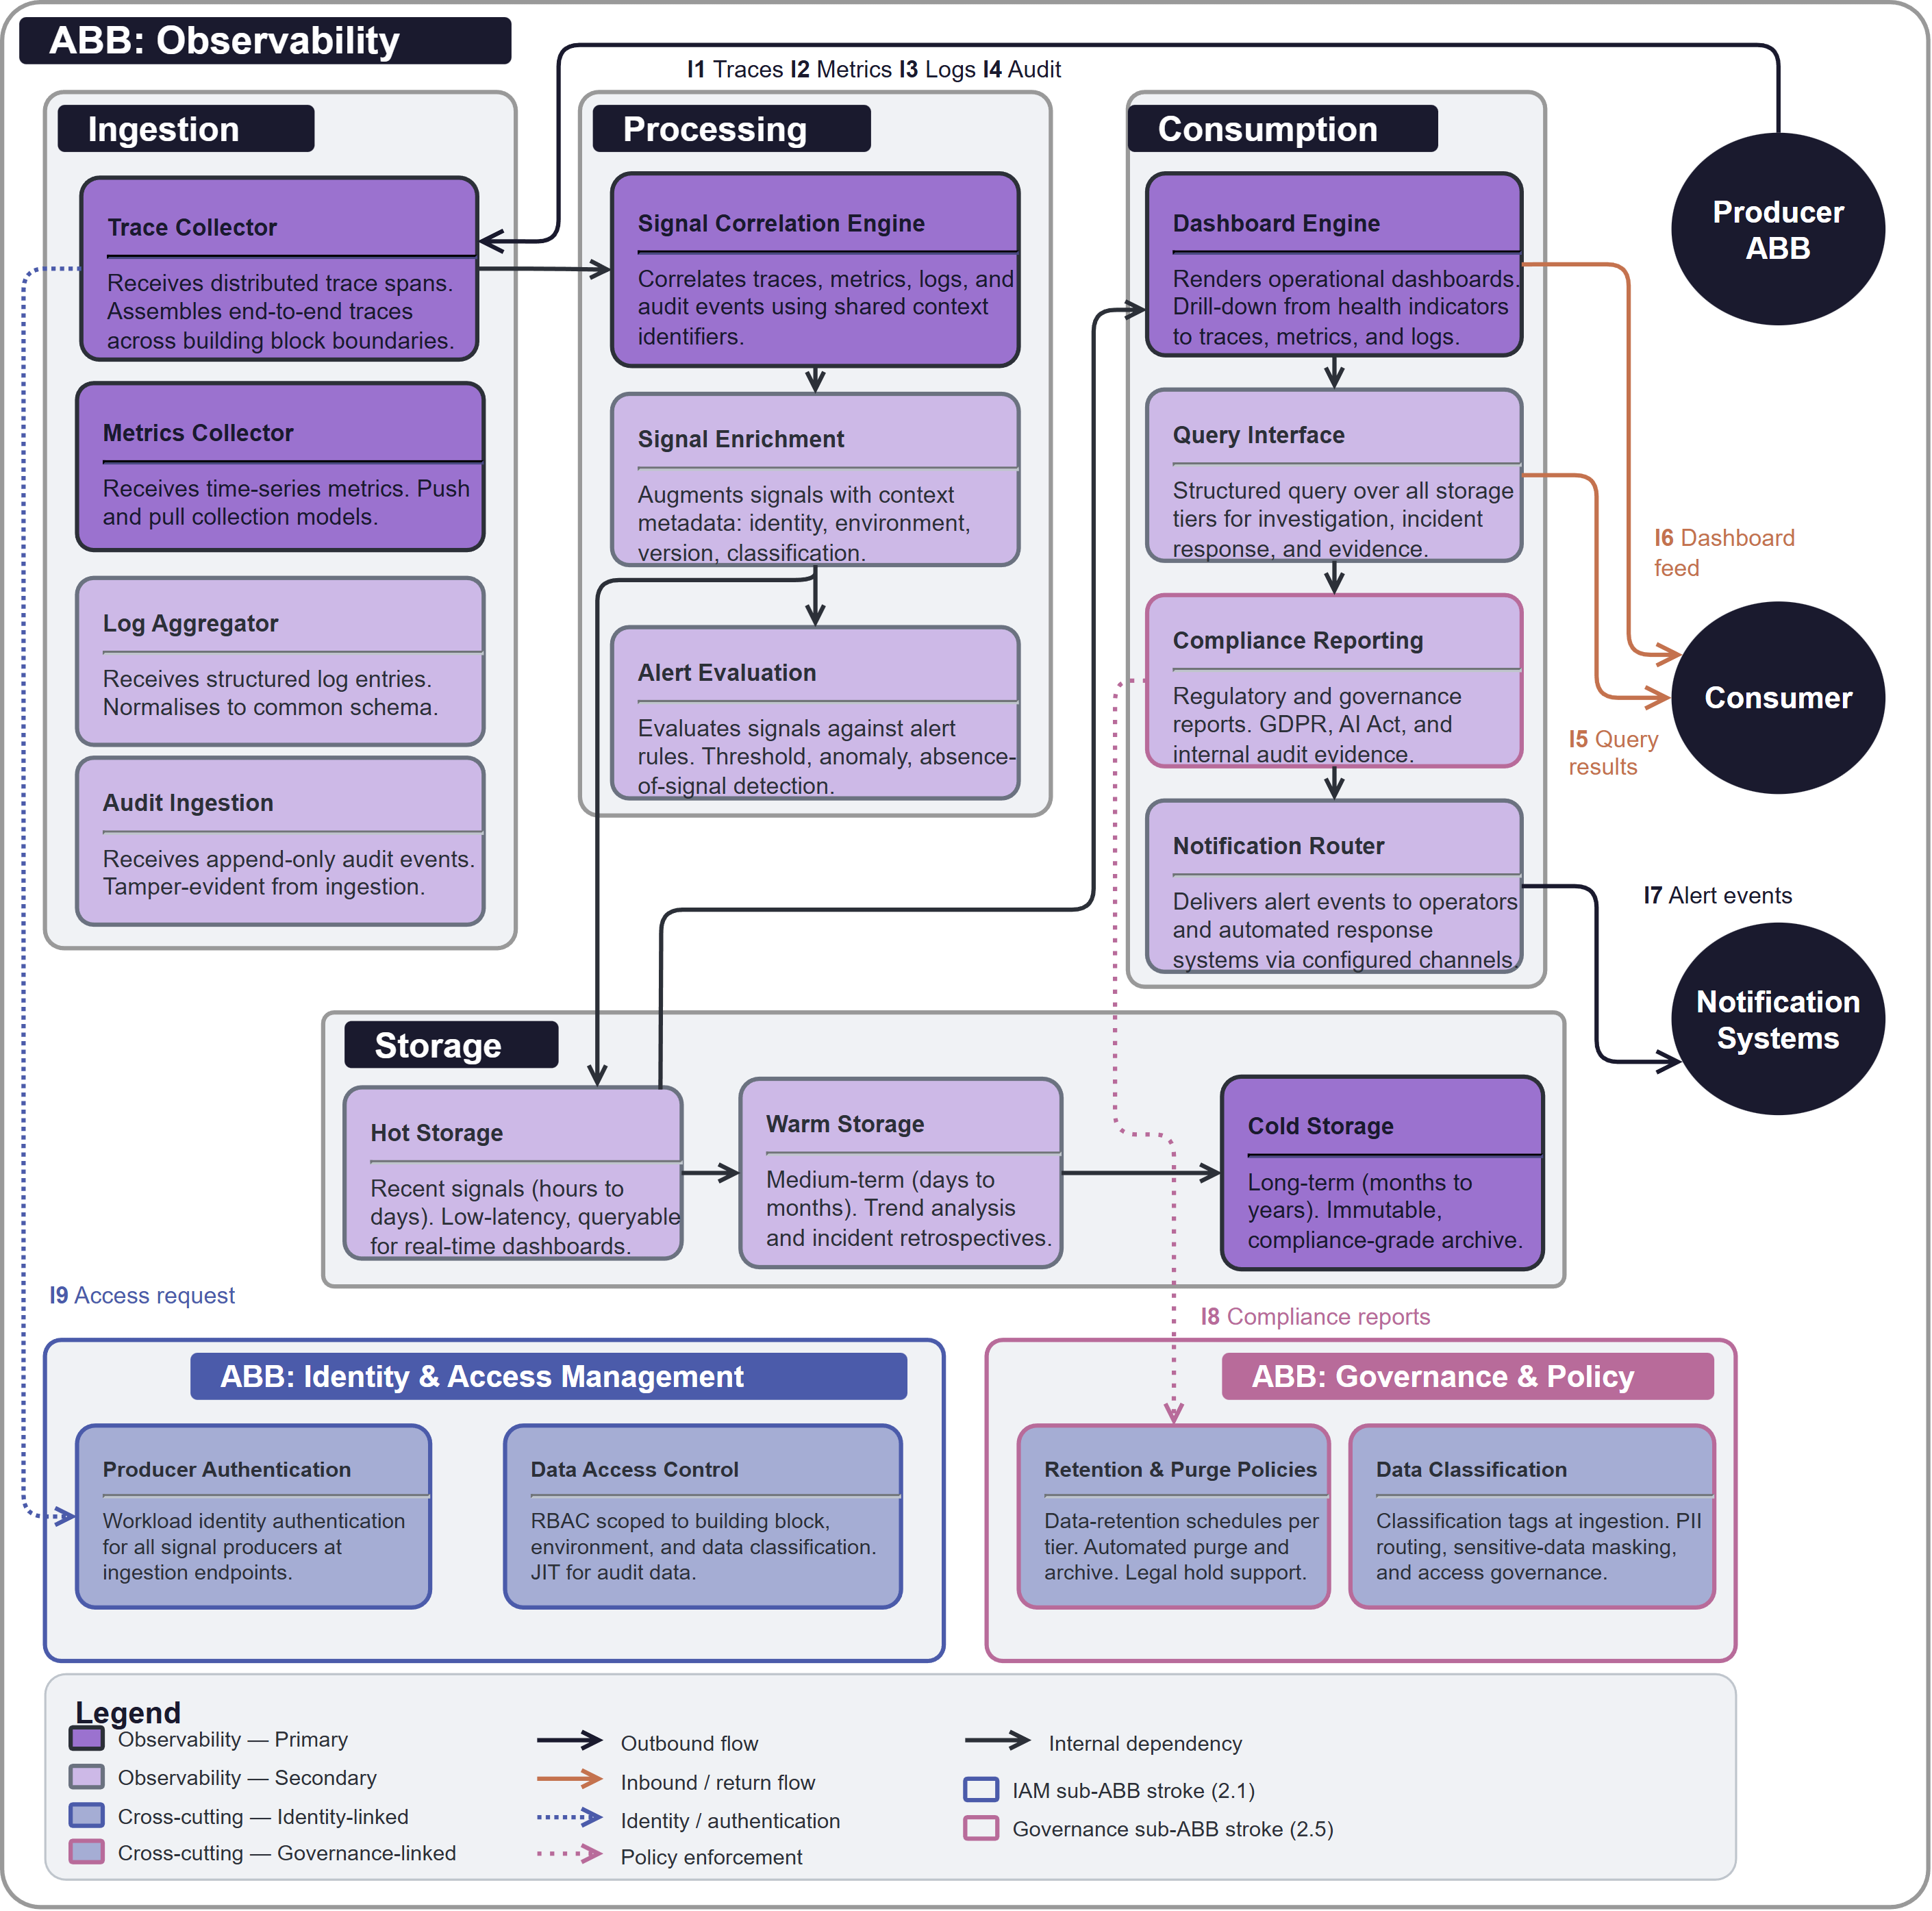 ABB: Observability
I1 Traces I2 Metrics I3 Logs I4 Audit
Ingestion
Trace Collector
Receives distributed trace spans.
Assembles end-to-end traces
across building block boundaries.
Metrics Collector
Receives time-series metrics. Push
and pull collection models.
Log Aggregator
Receives structured log entries.
Normalises to common schema.
Audit Ingestion
Receives append-only audit events.
Tamper-evident from ingestion.
Processing
Signal Correlation Engine
Correlates traces, metrics, logs, and
audit events using shared context
identifiers.
Signal Enrichment
Augments signals with context
metadata: identity, environment,
version, classification.
Alert Evaluation
Evaluates signals against alert
rules. Threshold, anomaly, absence-
of-signal detection.
Consumption
Dashboard Engine
Renders operational dashboards.
Drill-down from health indicators
to traces, metrics, and logs.
Query Interface
Structured query over all storage
tiers for investigation, incident
response, and evidence.
Compliance Reporting
Regulatory and governance
reports. GDPR, AI Act, and
internal audit evidence.
Notification Router
Delivers alert events to operators
and automated response
systems via configured channels.
Producer
ABB
I6 Dashboard
feed
Consumer
I5 Query
results
I7 Alert events
Notification
Systems
Storage
Hot Storage
Recent signals (hours to
days). Low-latency, queryable
for real-time dashboards.
Warm Storage
Medium-term (days to
months). Trend analysis
and incident retrospectives.
Cold Storage
Long-term (months to
years). Immutable,
compliance-grade archive.
I9 Access request
I8 Compliance reports
ABB: Identity & Access Management
Producer Authentication
Workload identity authentication
for all signal producers at
ingestion endpoints.
Data Access Control
RBAC scoped to building block,
environment, and data classification.
JIT for audit data.
ABB: Governance & Policy
Retention & Purge Policies
Data-retention schedules per
tier. Automated purge and
archive. Legal hold support.
Data Classification
Classification tags at ingestion. PII
routing, sensitive-data masking,
and access governance.
Legend
Observability — Primary
Observability — Secondary
Cross-cutting — Identity-linked
Cross-cutting — Governance-linked
Outbound flow
Inbound / return flow
Identity / authentication
Policy enforcement
Internal dependency
IAM sub-ABB stroke (2.1)
Governance sub-ABB stroke (2.5)